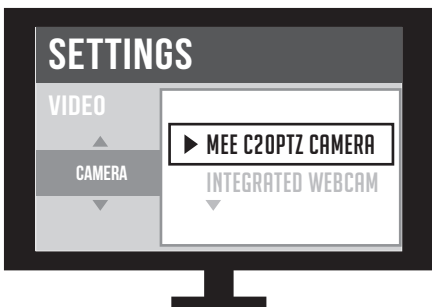 SETTINGS
VIDEO
CAMERA
MEE C20PTZ CAMERA
INTEGRATED WEBCAM